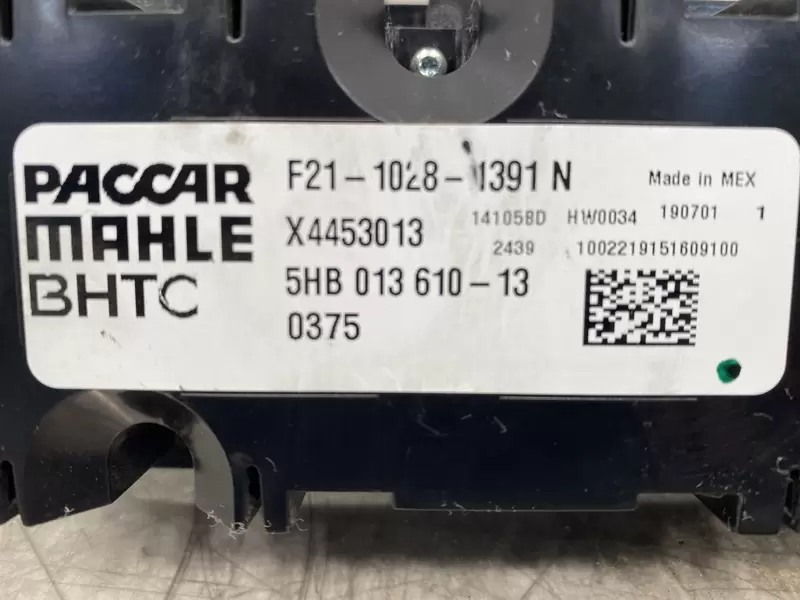 PACCAR
MAHLE
BHTC
F21-1028-1391 N
X4453013
5HB 013 610-13
0375
Made in MEX
141058D HW0034 190701 1
2439 1002219151609100